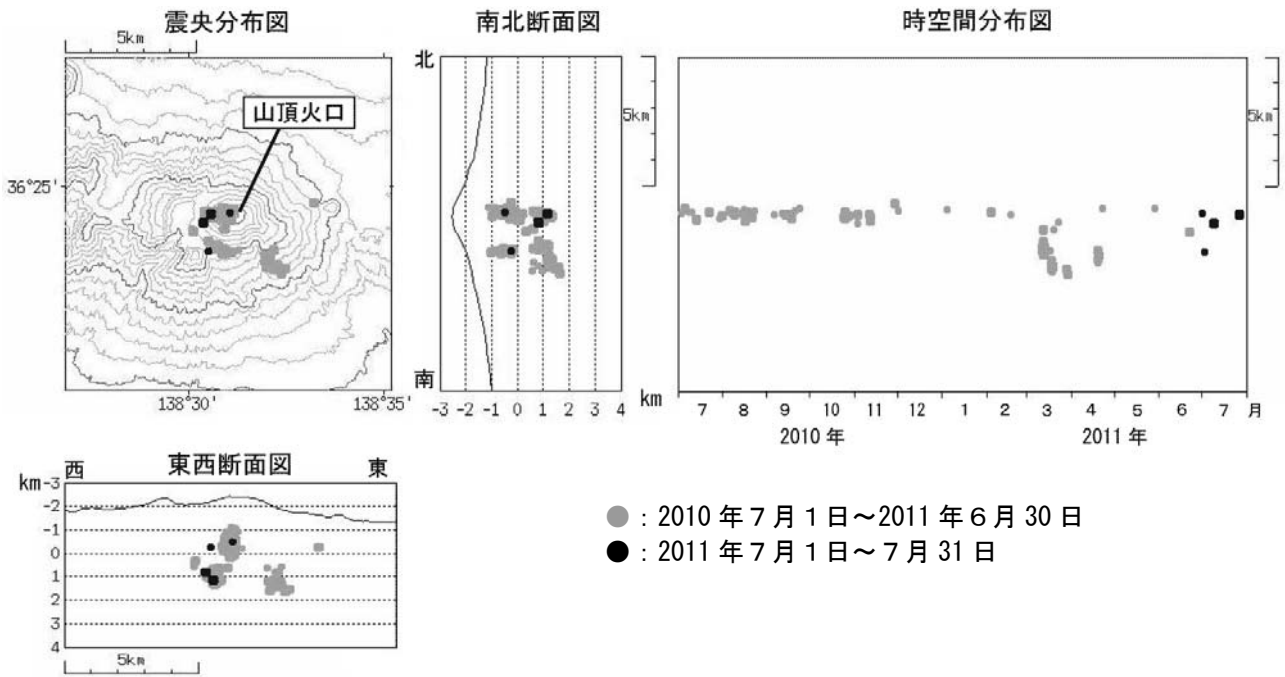 震央分布図
南北断面図
時空間分布図
5km
北
山頂火口
5km
5km
36°25'
南
138°30'
138°35'
-3 -2 -1 0 1 2 3 4 km
7 8 9 10 11 12 1 2 3 4 5 6 7 月
2010 年
2011 年
東西断面図
西
東
km -3
-2
-1
0
1
2
3
4
5km
● : 2010 年 7 月 1 日~2011 年 6 月 30 日
● : 2011 年 7 月 1 日~ 7 月 31 日